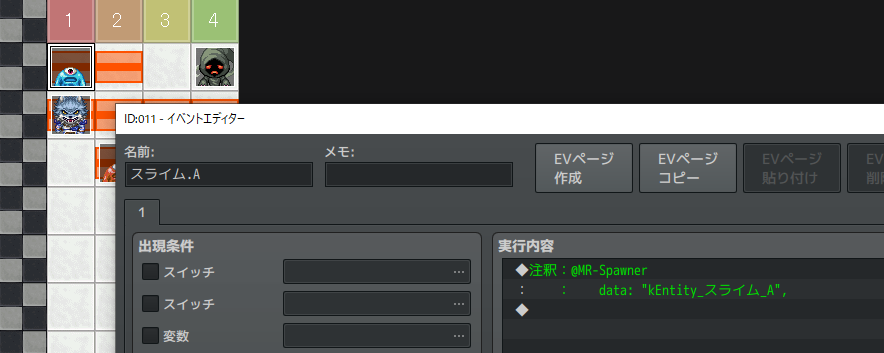 1 2 3 4
ID:011 - イベントエディター
名前: メモ:
スライム.A
EVページ
作成
EVページ
コピー
EVページ
貼り付け
EVページ
削
1
出現条件
スイッチ ...
スイッチ ...
変数 ...
実行内容
◆注釈：@MR-Spawner
：　：　data: "kEntity_スライム_A",
◆